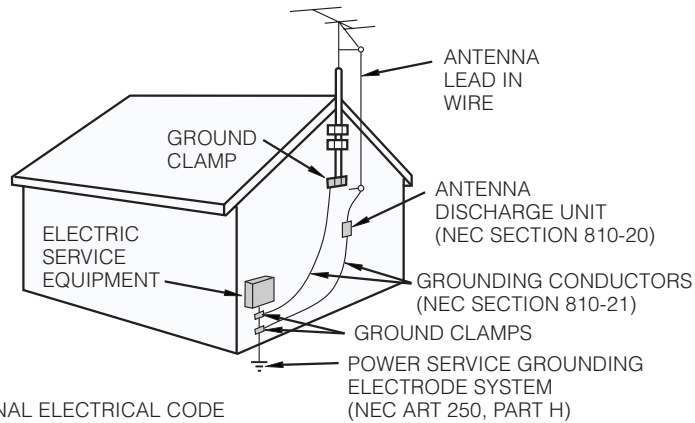 ANTENNA
LEAD IN
WIRE
GROUND
CLAMP
ANTENNA
DISCHARGE UNIT
(NEC SECTION 810-20)
ELECTRIC
SERVICE
EQUIPMENT
GROUNDING CONDUCTORS
(NEC SECTION 810-21)
GROUND CLAMPS
POWER SERVICE GROUNDING
ELECTRODE SYSTEM
(NEC ART 250, PART H)
NAL ELECTRICAL CODE